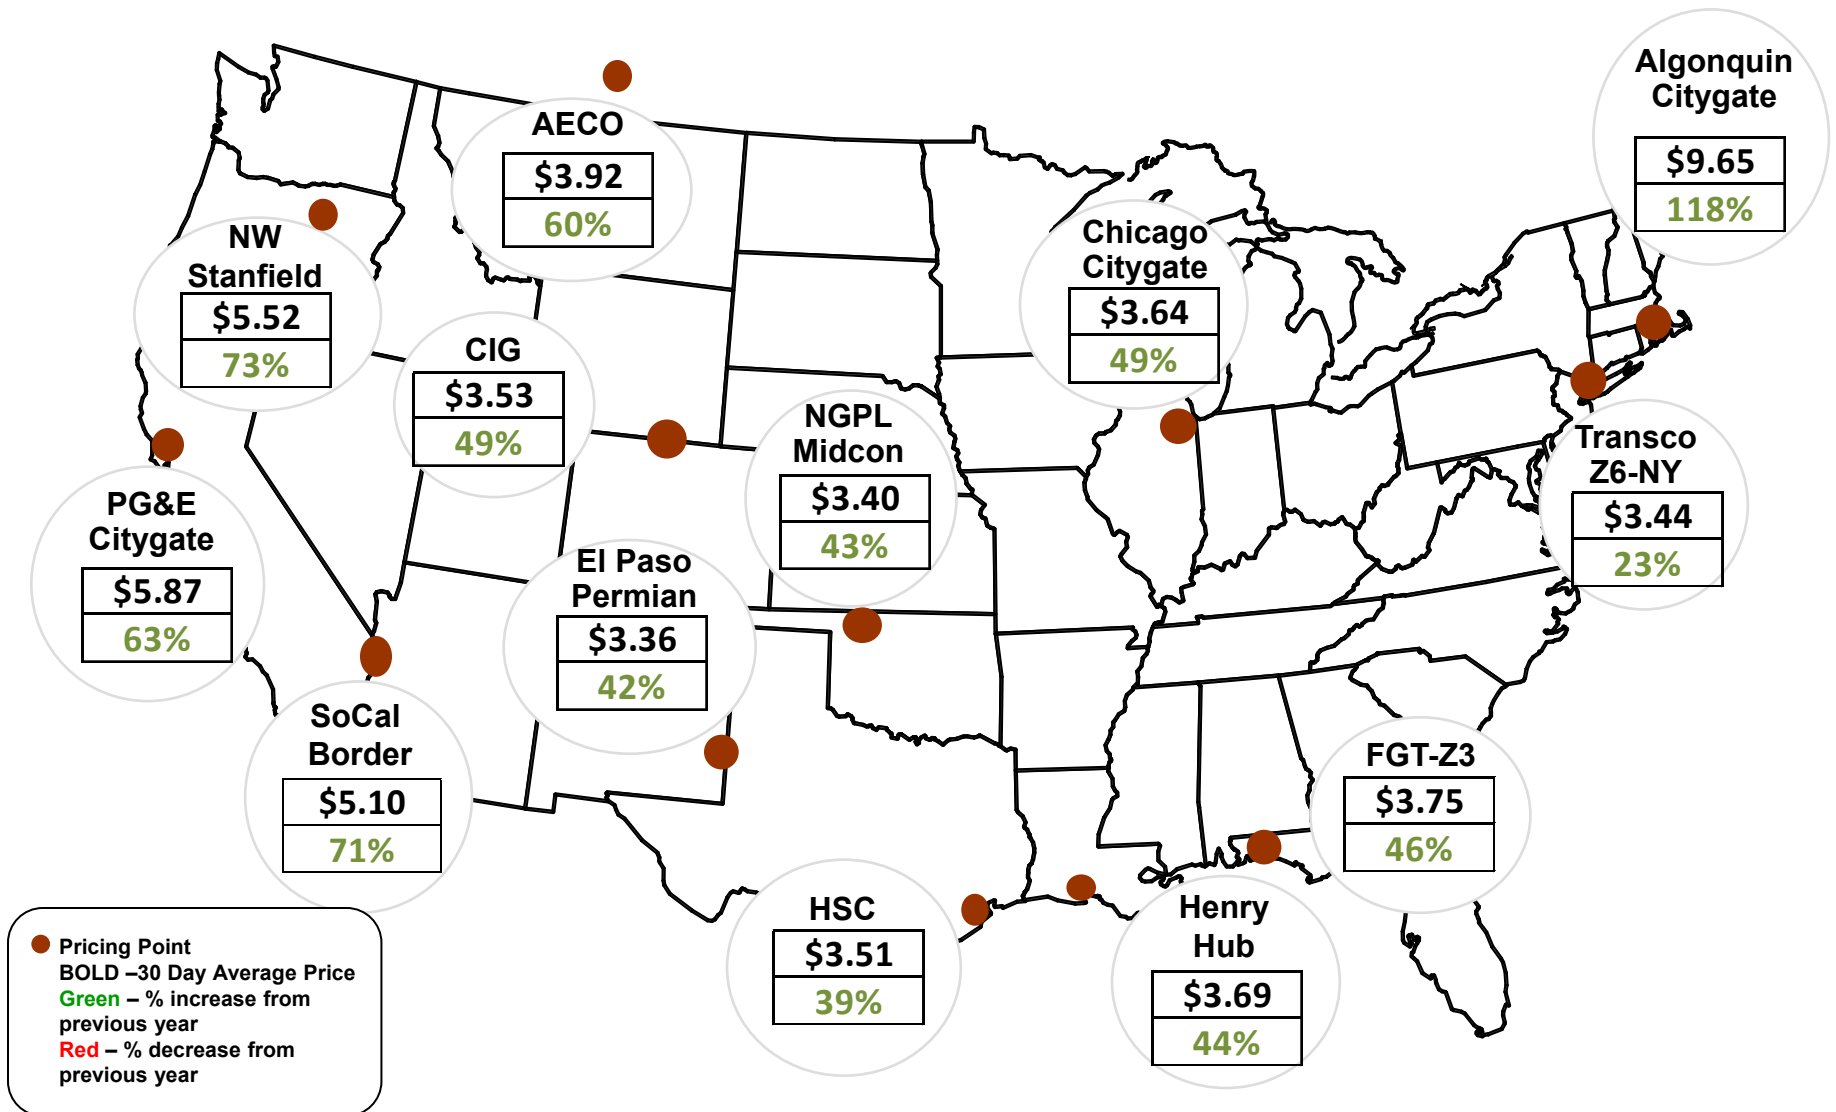 Algonquin
Citygate
$9.65
118%
AECO
$3.92
60%
NW
Stanfield
$5.52
73%
Chicago
Citygate
$3.64
49%
CIG
$3.53
49%
NGPL
Midcon
$3.40
43%
Transco
Z6-NY
$3.44
23%
PG&E
Citygate
$5.87
63%
El Paso
Permian
$3.36
42%
SoCal
Border
$5.10
71%
FGT-Z3
$3.75
46%
HSC
$3.51
39%
Henry
Hub
$3.69
44%
Pricing Point
BOLD –30 Day Average Price
Green – % increase from
previous year
Red – % decrease from
previous year